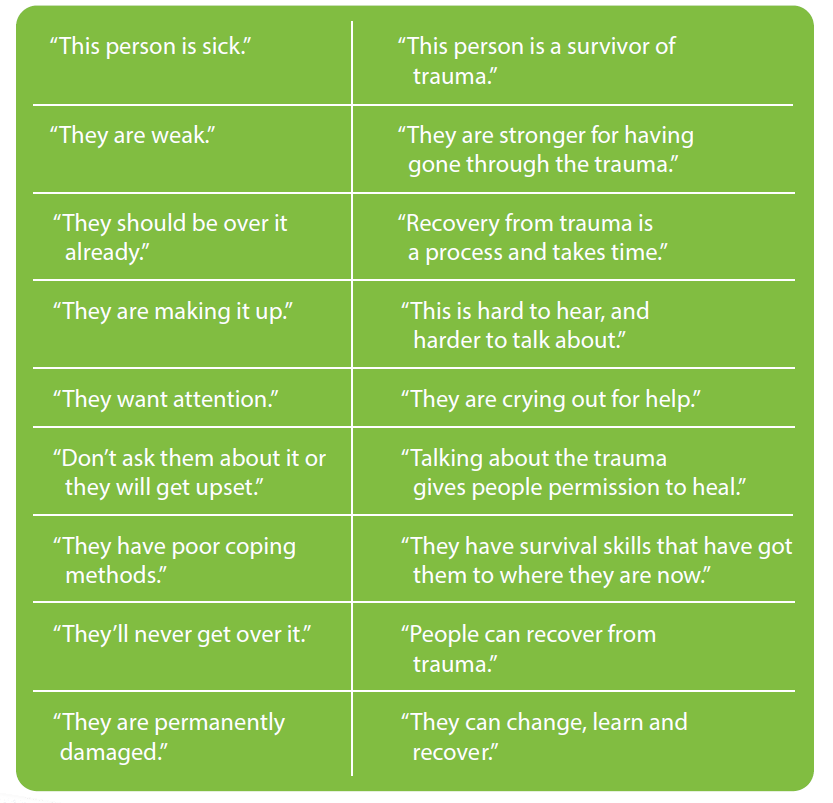 “This person is sick.”
“This person is a survivor of
trauma.”
“They are weak.”
“They are stronger for having
gone through the trauma.”
“They should be over it
already.”
“Recovery from trauma is
a process and takes time.”
“They are making it up.”
“This is hard to hear, and
harder to talk about.”
“They want attention.”
“They are crying out for help.”
“Don’t ask them about it or
they will get upset.”
“Talking about the trauma
gives people permission to heal.”
“They have poor coping
methods.”
“They have survival skills that have got
them to where they are now.”
“They’ll never get over it.”
“People can recover from
trauma.”
“They are permanently
damaged.”
“They can change, learn and
recover.”